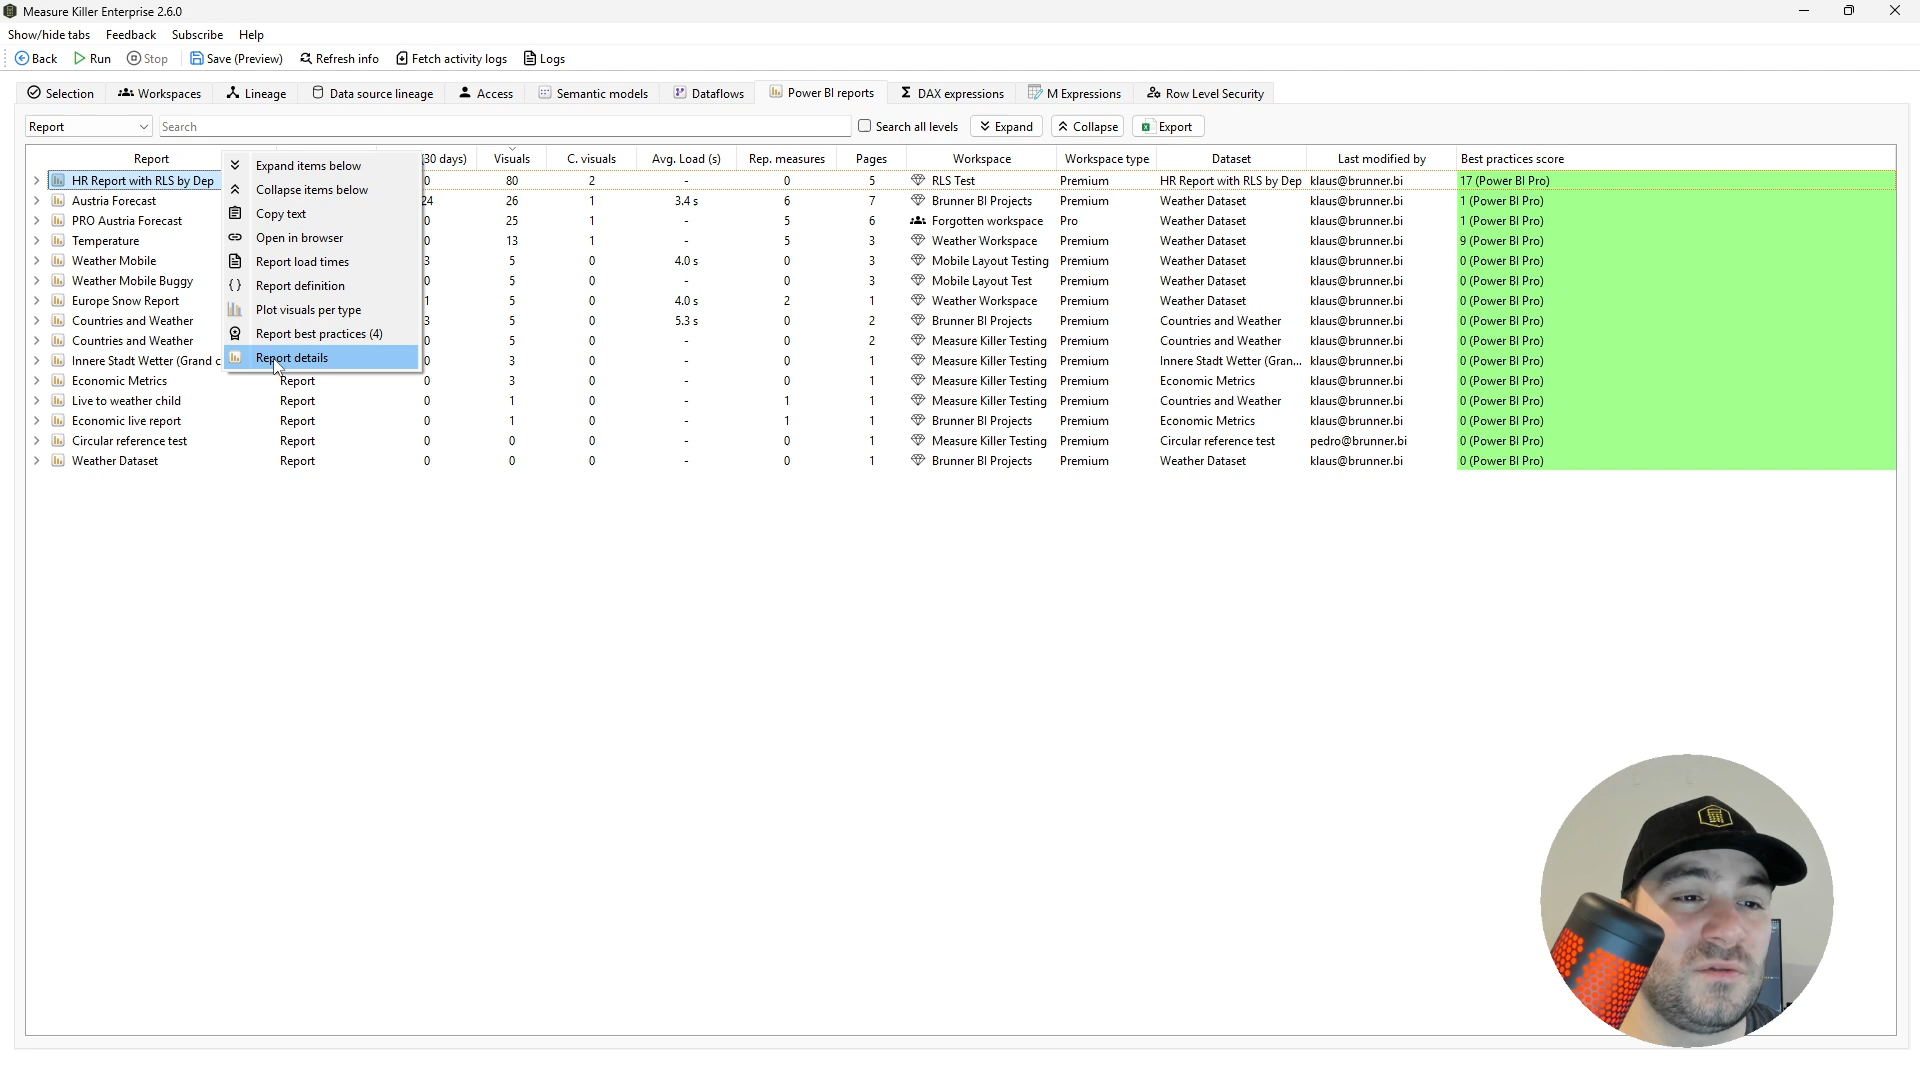 Measure Killer Enterprise 2.6.0
Show/hide tabs Feedback Subscribe Help
Back Run Stop Save (Preview) Refresh info Fetch activity logs Logs
Selection Workspaces Lineage Data source lineage Access Semantic models Dataflows Power BI reports DAX expressions M Expressions Row Level Security
Report Search Search all levels Expand Collapse Export
Report 30 days) Visuals C. visuals Avg. Load (s) Rep. measures Pages Workspace Workspace type Dataset Last modified by Best practices score
Expand items below
Collapse items below
Copy text
Open in browser
Report load times
Report definition
Plot visuals per type
Report best practices (4)
Report details
HR Report with RLS by Dep 0 80 2 - 0 5 RLS Test Premium HR Report with RLS by Dep klaus@brunner.bi 17 (Power BI Pro)
Austria Forecast 24 26 1 3.4 s 6 7 Brunner BI Projects Premium Weather Dataset klaus@brunner.bi 1 (Power BI Pro)
PRO Austria Forecast 0 25 1 - 5 6 Forgotten workspace Pro Weather Dataset klaus@brunner.bi 1 (Power BI Pro)
Temperature 0 13 1 - 5 3 Weather Workspace Premium Weather Dataset klaus@brunner.bi 9 (Power BI Pro)
Weather Mobile 3 5 0 4.0 s 0 3 Mobile Layout Testing Premium Weather Dataset klaus@brunner.bi 0 (Power BI Pro)
Weather Mobile Buggy 0 5 0 - 0 3 Mobile Layout Test Premium Weather Dataset klaus@brunner.bi 0 (Power BI Pro)
Europe Snow Report 1 5 0 4.0 s 2 1 Weather Workspace Premium Weather Dataset klaus@brunner.bi 0 (Power BI Pro)
Countries and Weather 3 5 0 5.3 s 0 2 Brunner BI Projects Premium Countries and Weather klaus@brunner.bi 0 (Power BI Pro)
Countries and Weather 0 5 0 - 0 2 Measure Killer Testing Premium Countries and Weather klaus@brunner.bi 0 (Power BI Pro)
Innere Stadt Wetter (Grand c 0 3 0 - 0 1 Measure Killer Testing Premium Innere Stadt Wetter (Gran... klaus@brunner.bi 0 (Power BI Pro)
Economic Metrics Report 0 3 0 - 0 1 Measure Killer Testing Premium Economic Metrics klaus@brunner.bi 0 (Power BI Pro)
Live to weather child Report 0 1 0 - 1 1 Measure Killer Testing Premium Countries and Weather klaus@brunner.bi 0 (Power BI Pro)
Economic live report Report 0 1 0 - 1 1 Brunner BI Projects Premium Economic Metrics klaus@brunner.bi 0 (Power BI Pro)
Circular reference test Report 0 0 0 - 0 1 Measure Killer Testing Premium Circular reference test pedro@brunner.bi 0 (Power BI Pro)
Weather Dataset Report 0 0 0 - 0 1 Brunner BI Projects Premium Weather Dataset klaus@brunner.bi 0 (Power BI Pro)